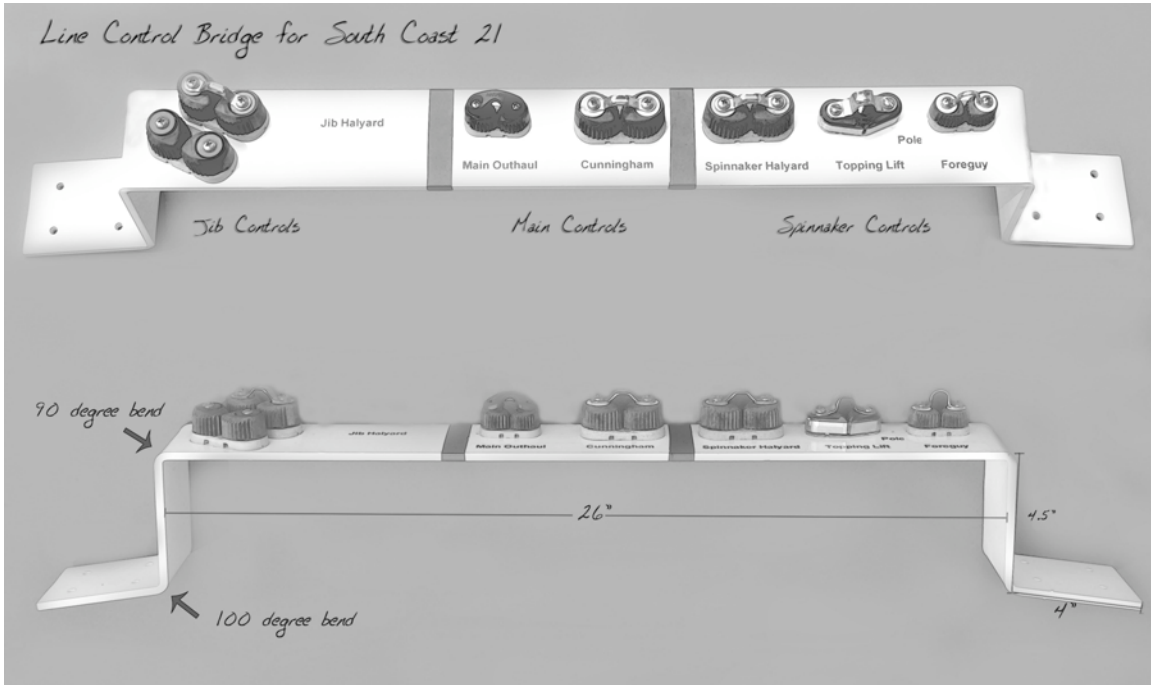 Line Control Bridge for South Coast 21
Jib Halyard
Main Outhaul
Cunningham
Spinnaker Halyard
Pole
Topping Lift
Foreguy
Jib Controls
Main Controls
Spinnaker Controls
90 degree bend
Jib Halyard
Main Outhaul
Cunningham
Spinnaker Halyard
Pole
Topping Lift
Foreguy
26"
4.5"
4"
100 degree bend